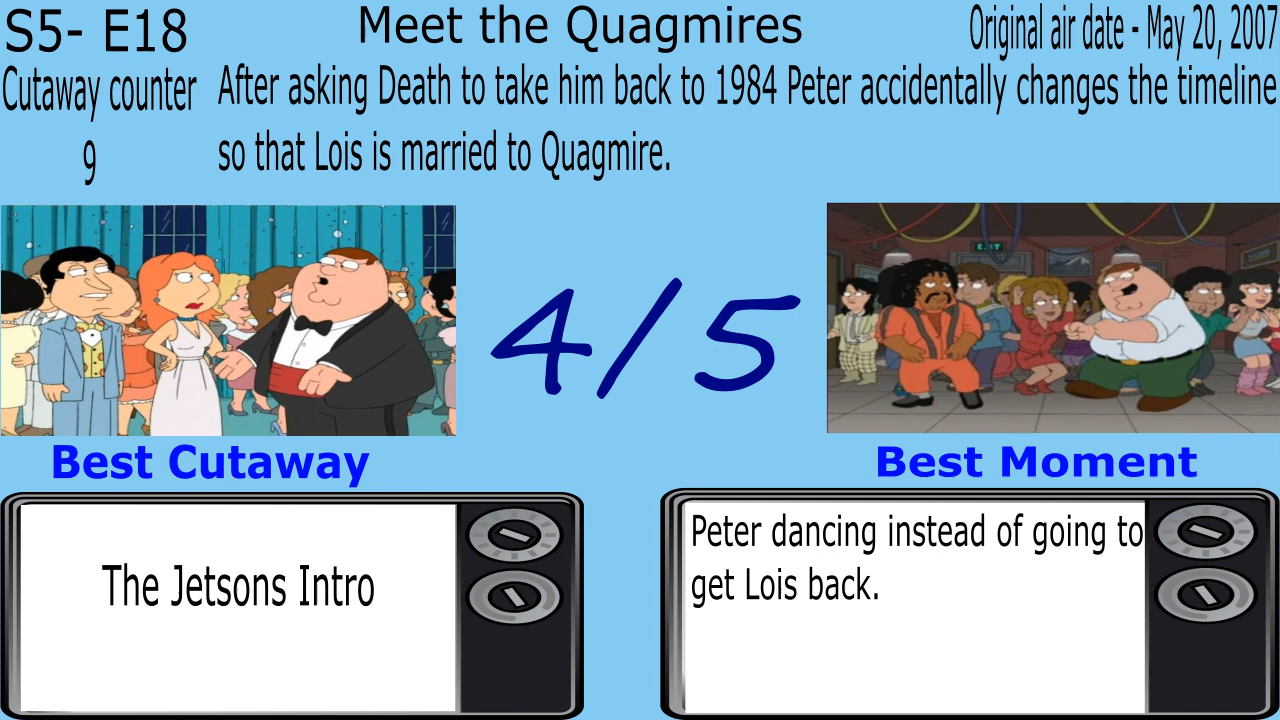 S5- E18
Meet the Quagmires
Original air date - May 20, 2007
Cutaway counter
9
After asking Death to take him back to 1984 Peter accidentally changes the timeline
so that Lois is married to Quagmire.
EXIT
4/5
Best Cutaway
Best Moment
The Jetsons Intro
Peter dancing instead of going to
get Lois back.